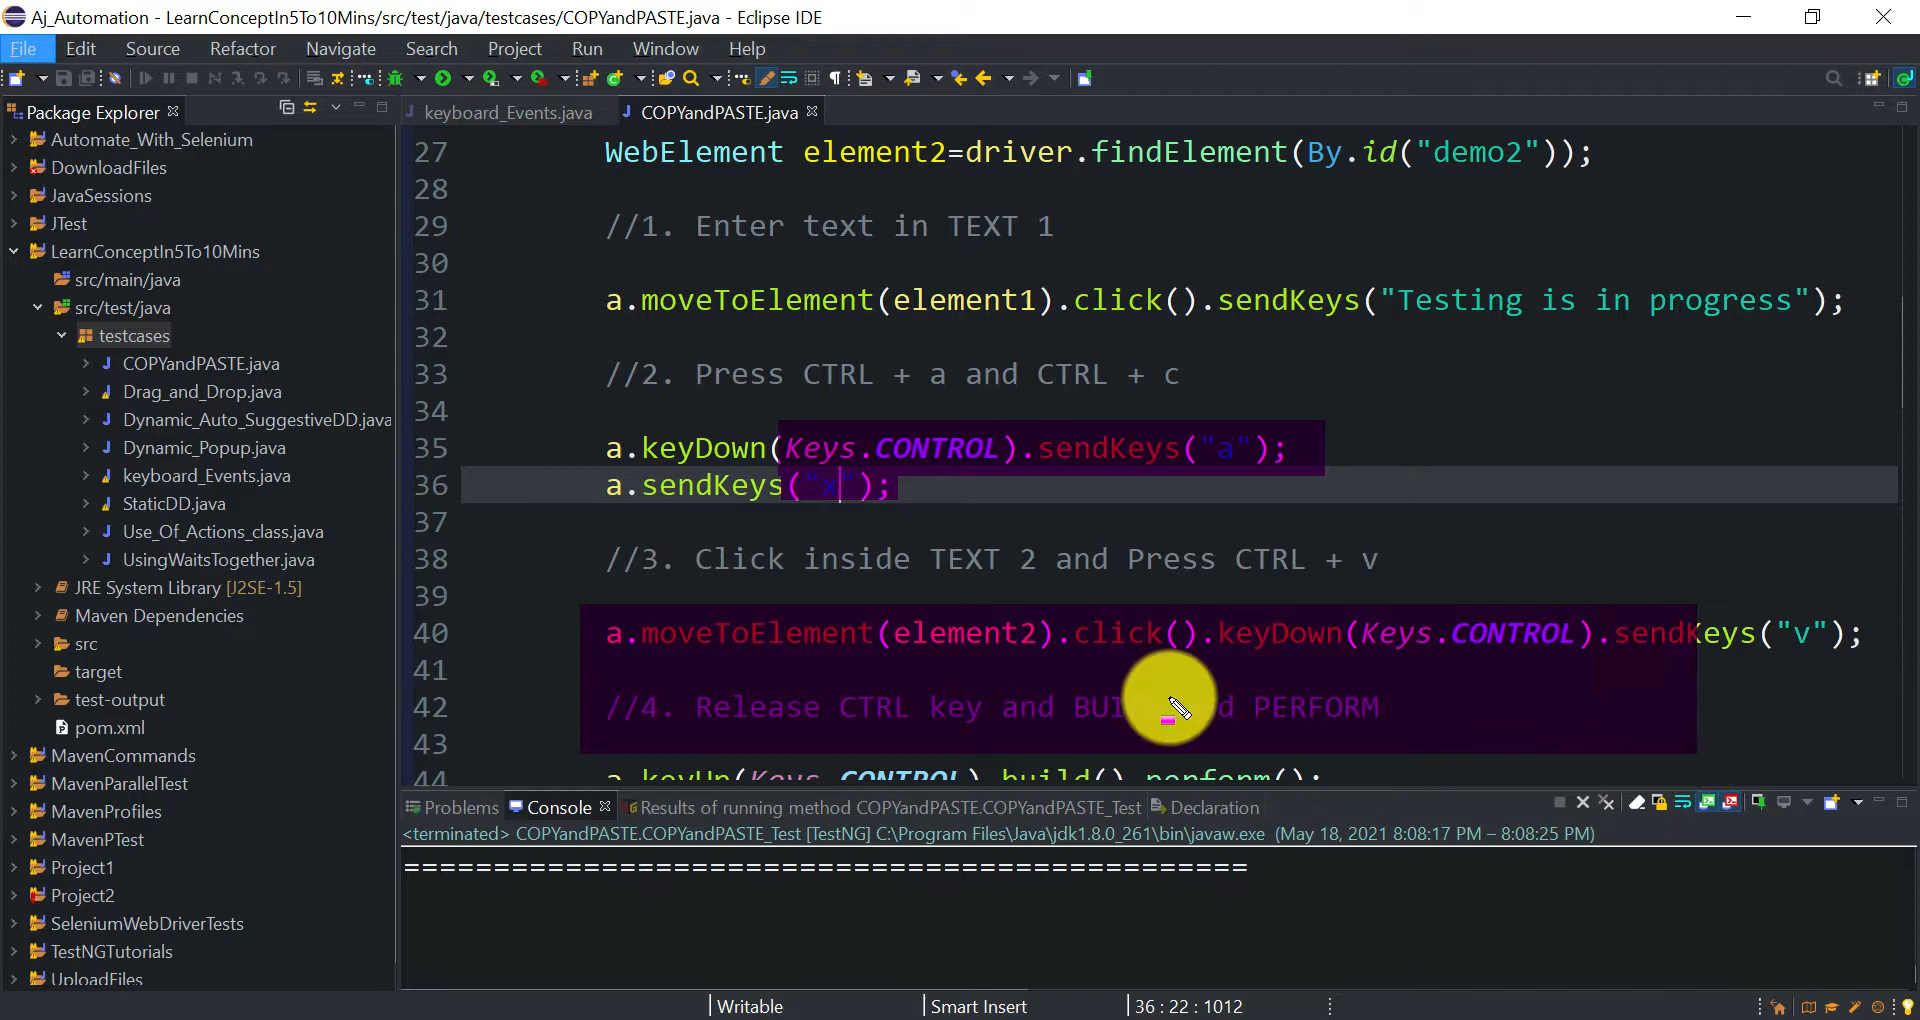 Aj_Automation - LearnConceptIn5To10Mins/src/test/java/testcases/COPYandPASTE.java - Eclipse IDE
File Edit Source Refactor Navigate Search Project Run Window Help
Package Explorer
Automate_With_Selenium
DownloadFiles
JavaSessions
JTest
LearnConceptIn5To10Mins
src/main/java
src/test/java
testcases
COPYandPASTE.java
Drag_and_Drop.java
Dynamic_Auto_SuggestiveDD.java
Dynamic_Popup.java
keyboard_Events.java
StaticDD.java
Use_Of_Actions_class.java
UsingWaitsTogether.java
JRE System Library [J2SE-1.5]
Maven Dependencies
src
target
test-output
pom.xml
MavenCommands
MavenParallelTest
MavenProfiles
MavenPTest
Project1
Project2
SeleniumWebDriverTests
TestNGTutorials
UploadFiles
keyboard_Events.java COPYandPASTE.java
27 WebElement element2=driver.findElement(By.id("demo2"));
28
29 //1. Enter text in TEXT 1
30
31 a.moveToElement(element1).click().sendKeys("Testing is in progress");
32
33 //2. Press CTRL + a and CTRL + c
34
35 a.keyDown(Keys.CONTROL).sendKeys("a");
36 a.sendKeys("x");
37
38 //3. Click inside TEXT 2 and Press CTRL + v
39
40 a.moveToElement(element2).click().keyDown(Keys.CONTROL).sendKeys("v");
41
42 //4. Release CTRL key and PERFORM
43
44 a.keyUp(Keys.CONTROL).build().perform();
Problems Console Results of running method COPYandPASTE.COPYandPASTE_Test Declaration
<terminated> COPYandPASTE.COPYandPASTE_Test [TestNG] C:\Program Files\Java\jdk1.8.0_261\bin\javaw.exe (May 18, 2021 8:08:17 PM – 8:08:25 PM)
===============================================
Writable Smart Insert 36 : 22 : 1012